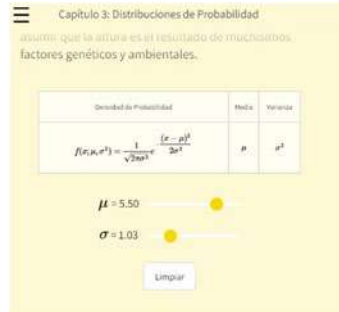 Capítulo 3: Distribuciones de Probabilidad
asumir que la altura es el resultado de muchísimos
factores genéticos y ambientales.
Densidad de Probabilidad Media Varianza
f(x; μ, σ²) = 1/√(2πσ²) e^(-(x − μ)²/(2σ²)) μ σ²
μ = 5.50
σ = 1.03
Limpiar